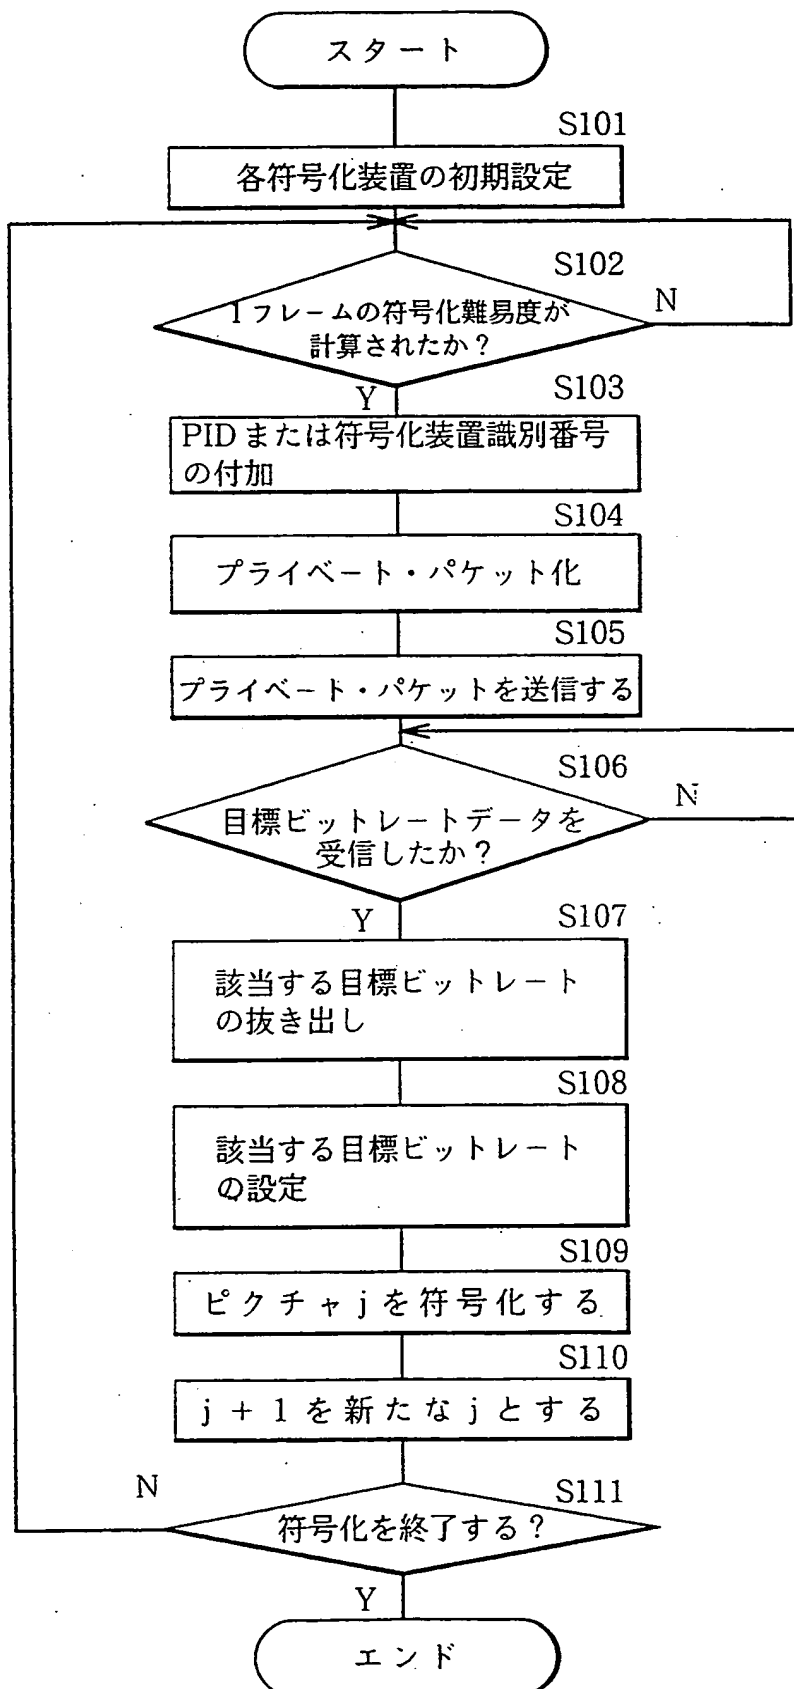 スタート
S101
各符号化装置の初期設定
S102
1フレームの符号化難易度が
計算されたか?
N
Y
S103
PIDまたは符号化装置識別番号
の付加
S104
プライベート・パケット化
S105
プライベート・パケットを送信する
S106
目標ビットレートデータを
受信したか?
N
Y
S107
該当する目標ビットレート
の抜き出し
S108
該当する目標ビットレート
の設定
S109
ピクチャjを符号化する
S110
j+1を新たなjとする
N
S111
符号化を終了する?
Y
エンド